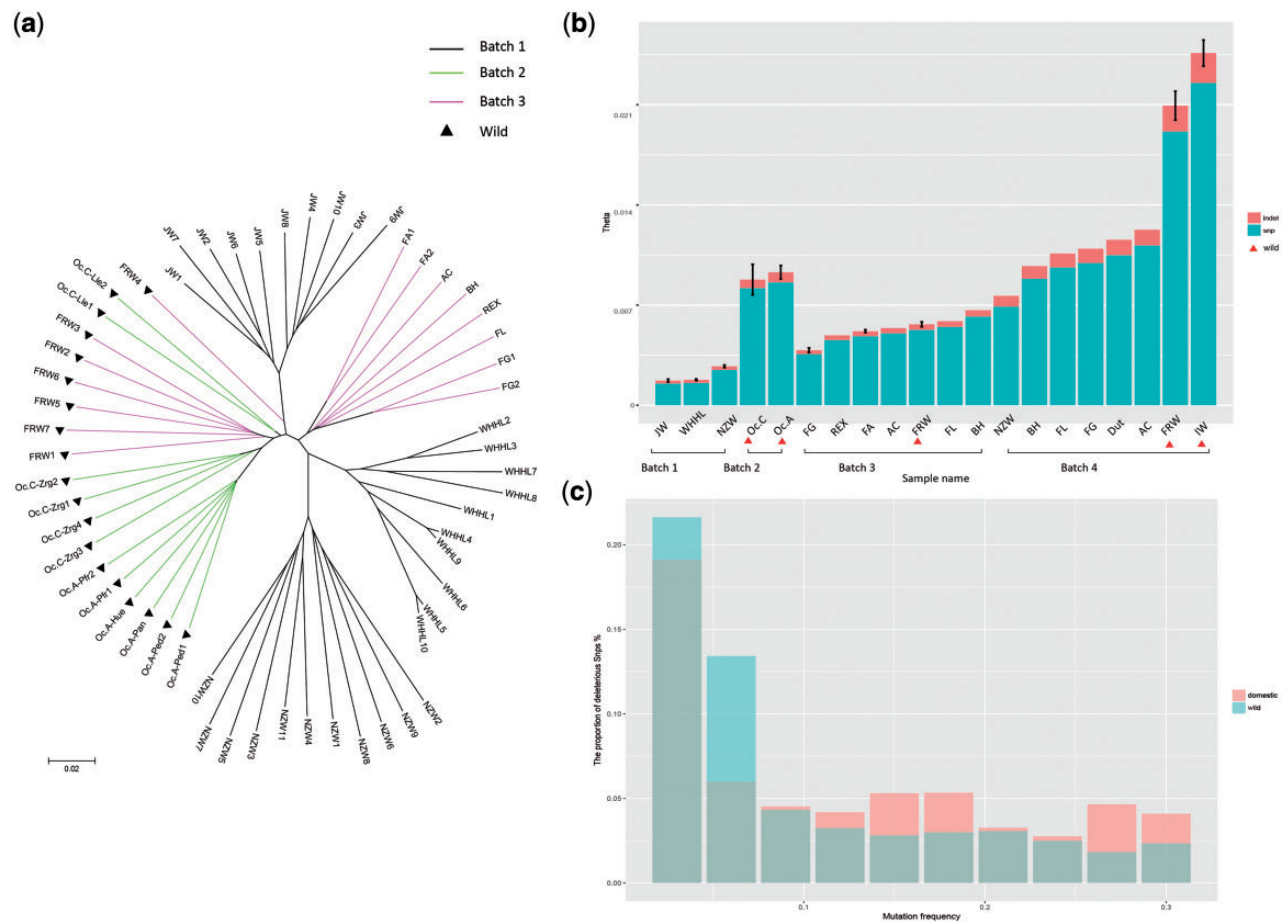 (a)
Batch 1
Batch 2
Batch 3
Wild
JW1
JW7
JW2
JW6
JW5
JW8
JW4
JW10
JW3
JW9
FA1
FA2
AC
BH
REX
FL
FG1
FG2
WHHL2
WHHL3
WHHL7
WHHL8
WHHL1
WHHL4
WHHL9
WHHL6
WHHL5
WHHL10
NZW2
NZW9
NZW6
NZW8
NZW1
NZW4
NZW11
NZW3
NZW5
NZW7
NZW10
Oc.A-Ped1
Oc.A-Ped2
Oc.A-Pan
Oc.A-Hue
Oc.A-Pfr1
Oc.A-Pfr2
Oc.C-Zrg3
Oc.C-Zrg4
Oc.C-Zrg1
Oc.C-Zrg2
FRW1
FRW7
FRW5
FRW6
FRW2
FRW3
Oc.C-Lle1
Oc.C-Lle2
FRW4
0.02
(b)
0.021
0.014
0.007
0
Theta
JW
WHHL
NZW
Oc.C
Oc.A
FG
REX
FA
AC
FRW
FL
BH
NZW
BH
FL
FG
Dut
AC
FRW
IW
Batch 1
Batch 2
Batch 3
Batch 4
Sample name
indel
snp
wild
(c)
0.20
0.15
0.10
0.05
0.00
The proportion of deleterious Snps %
0.1
0.2
0.3
Mutation frequency
domestic
wild